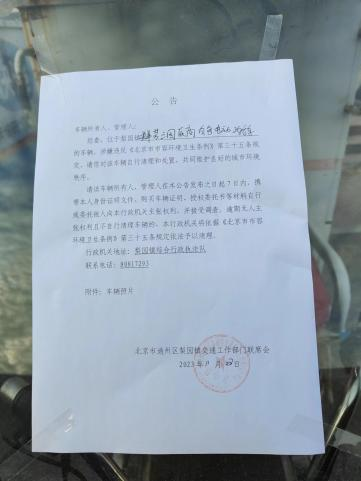 公 告
车辆所有人、管理人：
经查，位于梨园镇
的车辆，涉嫌违反《北京市市容环境卫生条例》第三十五条规
定，请您对该车辆自行清理和处置，共同维护良好的城市环境
秩序。
请该车辆所有人、管理人在本公告发布之日起7日内，携
带本人身份证明文件、购买车辆证明、授权委托书等材料自行
或委托他人向本行政机关主张权利，并接受调查。逾期无人主
张权利且不自行清理车辆的，本行政机关将依据《北京市市容
环境卫生条例》第三十五条规定依法予以清理。
行政机关地址：梨园镇综合行政执法队
联系电话：80817293
附件：车辆照片
北京市通州区梨园镇交通工作部门联席会
2023年 月 22日